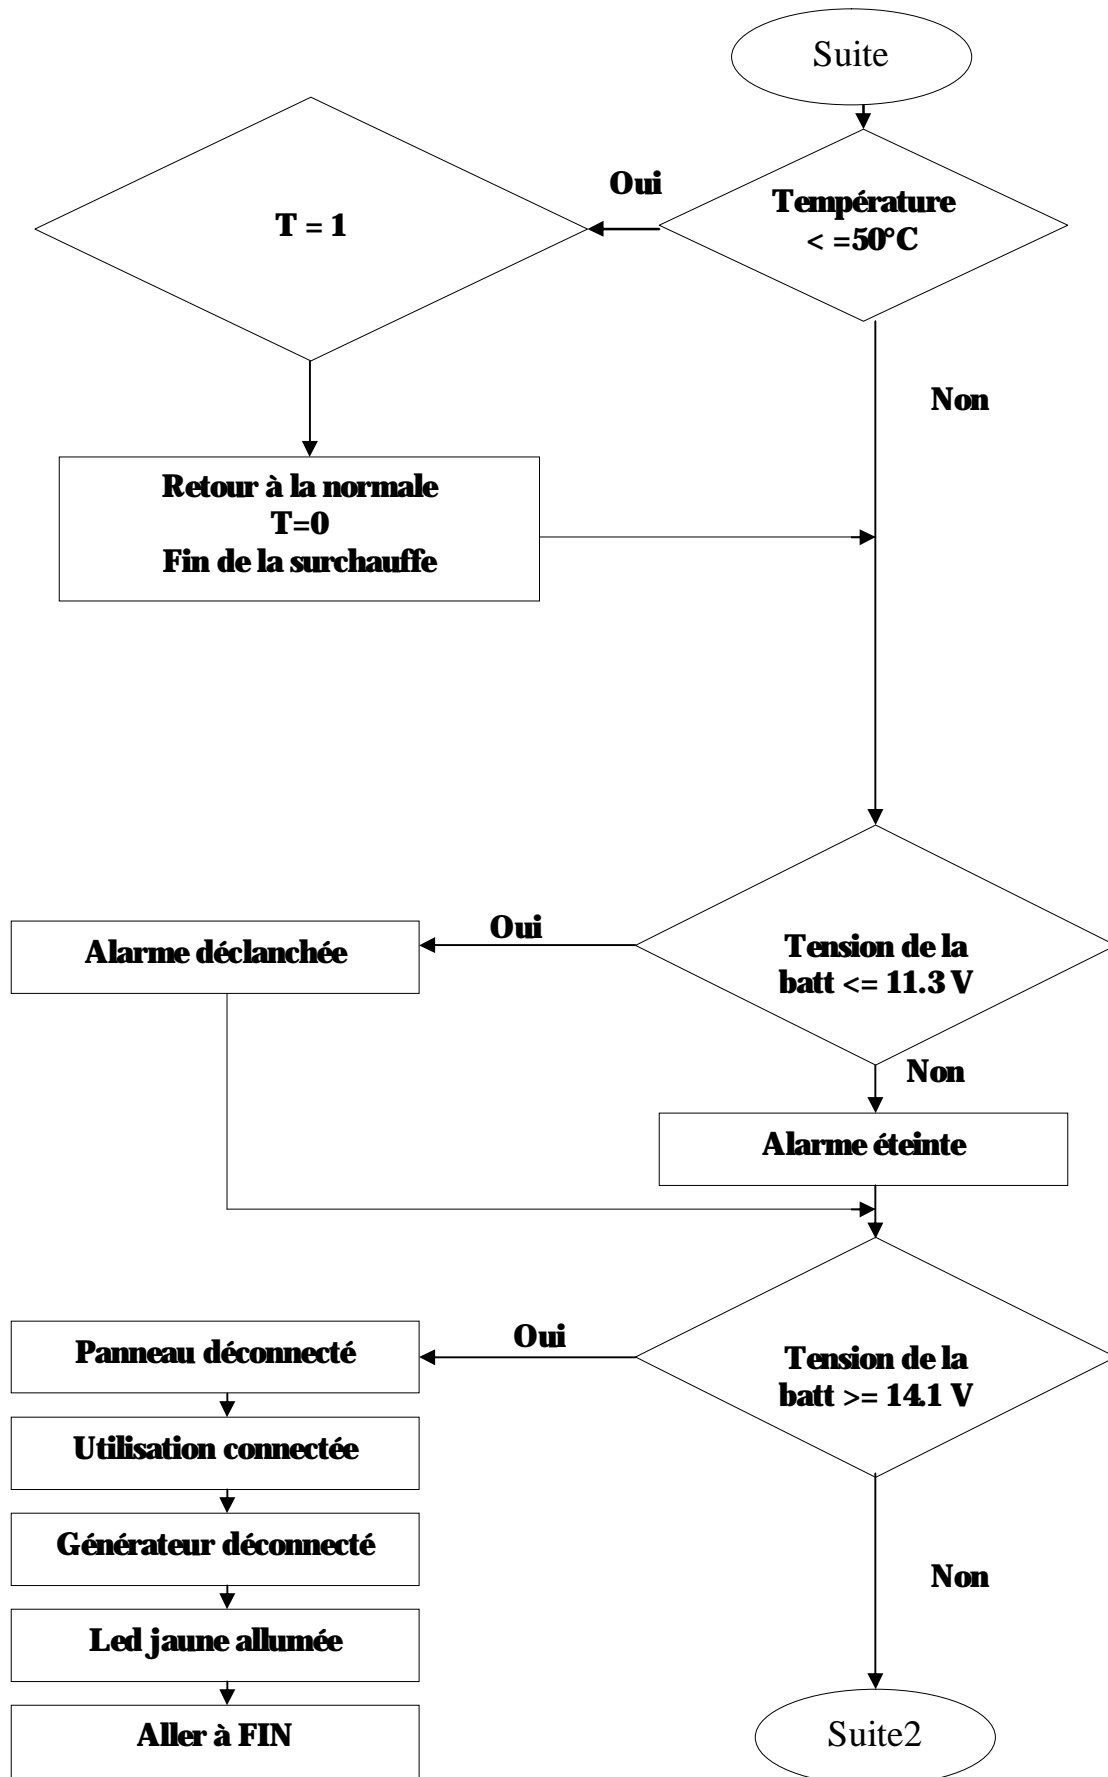 Suite
Oui
Température
< =50°C
T = 1
Non
Retour à la normale
T=0
Fin de la surchauffe
Oui
Alarme déclanchée
Tension de la
batt <= 11.3 V
Non
Alarme éteinte
Oui
Panneau déconnecté
Tension de la
batt >= 14.1 V
Utilisation connectée
Générateur déconnecté
Non
Led jaune allumée
Aller à FIN
Suite2